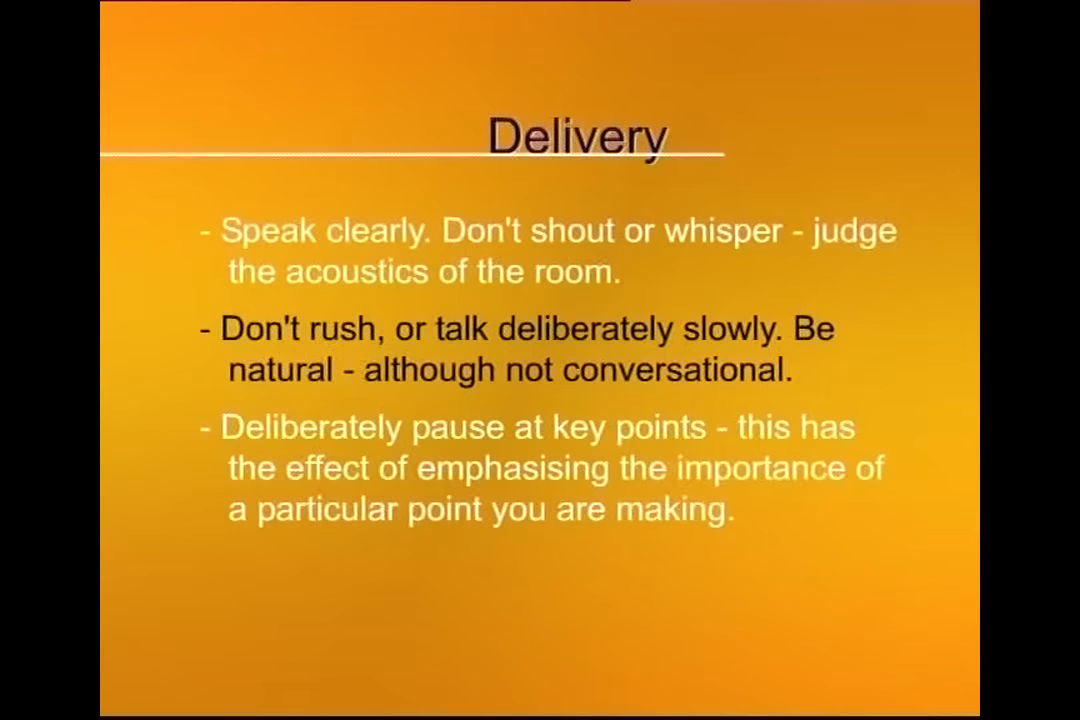 Delivery
- Speak clearly. Don't shout or whisper - judge
the acoustics of the room.
- Don't rush, or talk deliberately slowly. Be
natural - although not conversational.
- Deliberately pause at key points - this has
the effect of emphasising the importance of
a particular point you are making.